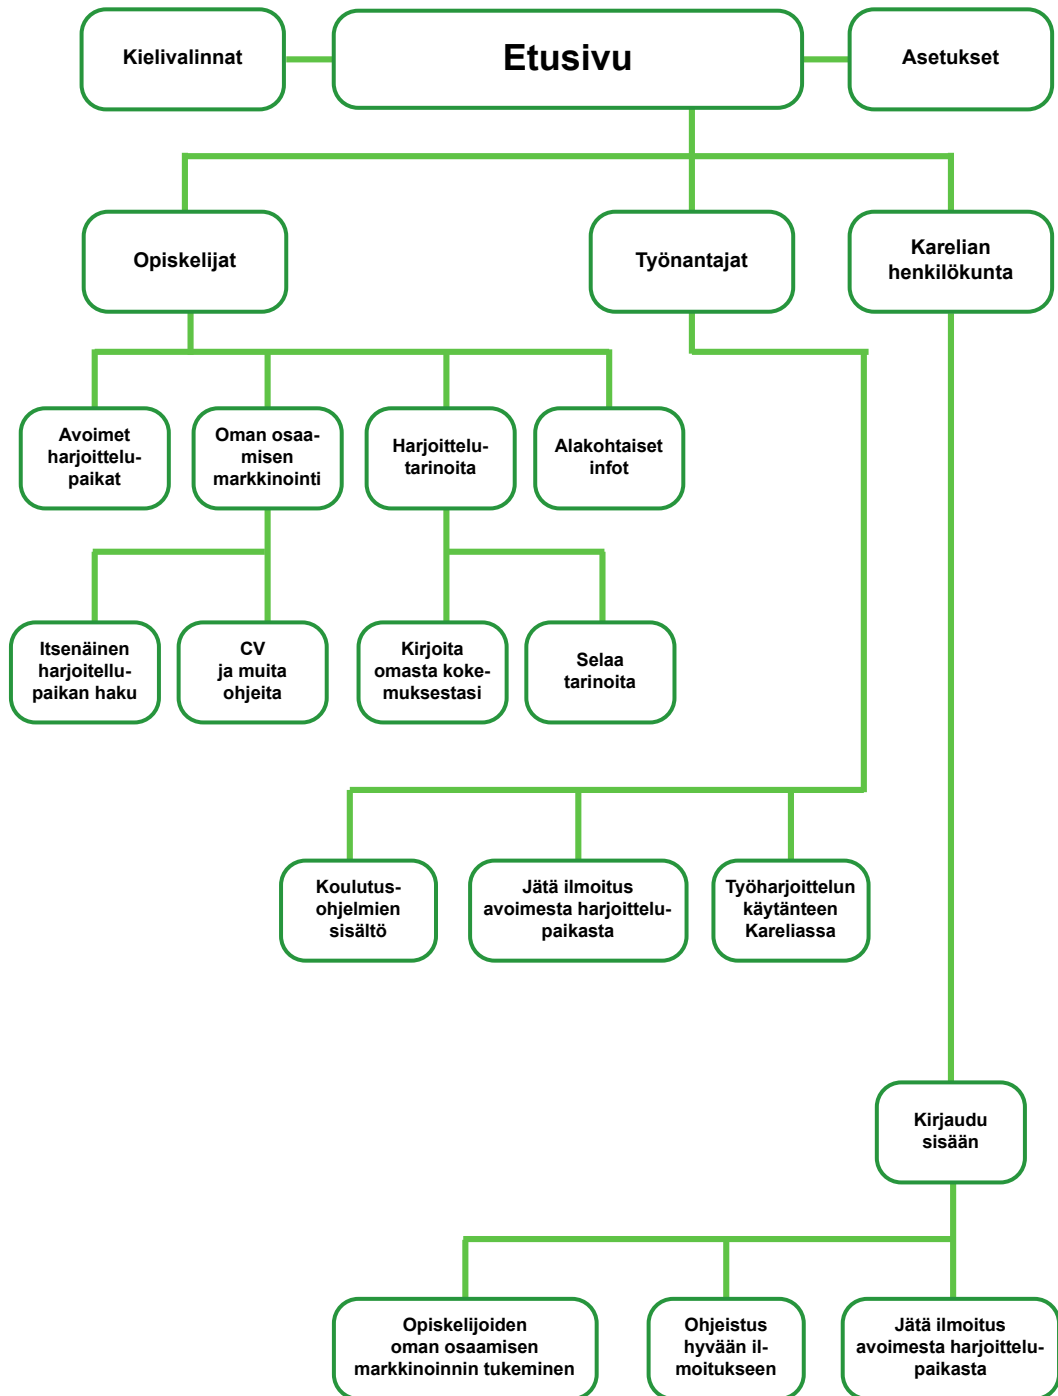 Kielivalinnat
Etusivu
Asetukset
Opiskelijat
Työnantajat
Karelian
henkilökunta
Avoimet
harjoittelu-
paikat
Oman osaa-
misen
markkinointi
Harjoittelu-
tarinoita
Alakohtaiset
infot
Itsenäinen
harjoitellu-
paikan haku
CV
ja muita
ohjeita
Kirjoita
omasta koke-
muksestasi
Selaa
tarinoita
Koulutus-
ohjelmien
sisältö
Jätä ilmoitus
avoimesta harjoittelu-
paikasta
Työharjoittelun
käytänteen
Kareliassa
Kirjaudu
sisään
Opiskelijoiden
oman osaamisen
markkinoinnin tukeminen
Ohjeistus
hyvään il-
moitukseen
Jätä ilmoitus
avoimesta harjoittelu-
paikasta